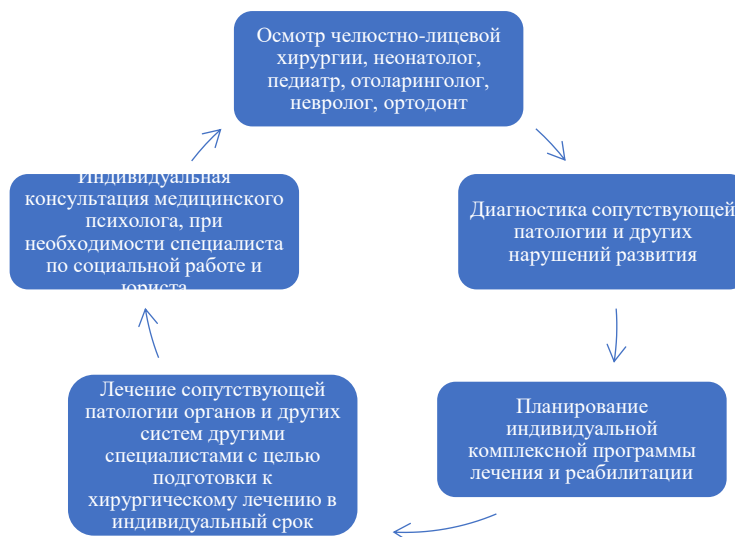 Осмотр челюстно-лицевой
хирургии, неонатолог,
педиатр, отоларинголог,
невролог, ортодонт
Диагностика сопутствующей
патологии и других
нарушений развития
Планирование
индивидуальной
комплексной программы
лечения и реабилитации
Лечение сопутствующей
патологии органов и других
систем другими
специалистами с целью
подготовки к
хирургическому лечению в
индивидуальный срок
Индивидуальная
консультация медицинского
психолога, при
необходимости специалиста
по социальной работе и
юриста